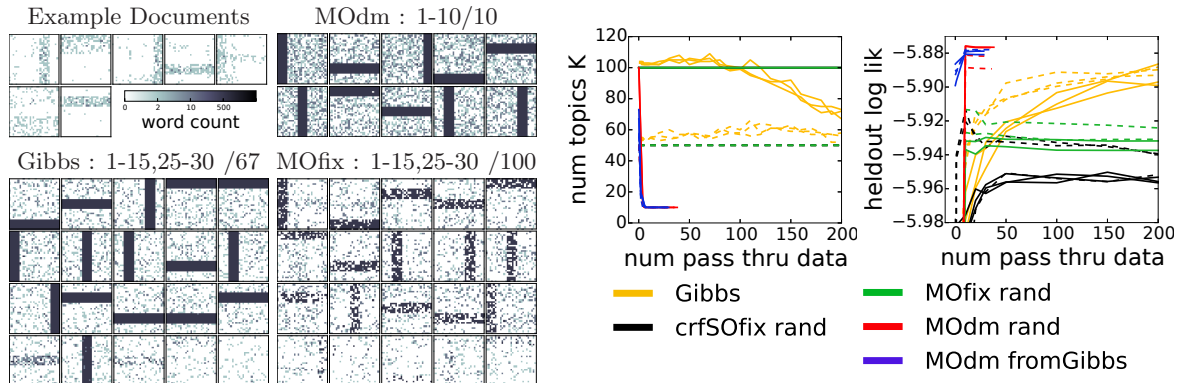 Example Documents
MOdm : 1-10/10
0 2 10 500
word count
Gibbs : 1-15,25-30 /67
MOfix : 1-15,25-30 /100
120
100
80
60
40
20
0
num topics K
0 50 100 150 200
num pass thru data
−5.88
−5.90
−5.92
−5.94
−5.96
−5.98
heldout log lik
0 50 100 150 200
num pass thru data
Gibbs
crfSOfix rand
MOfix rand
MOdm rand
MOdm fromGibbs